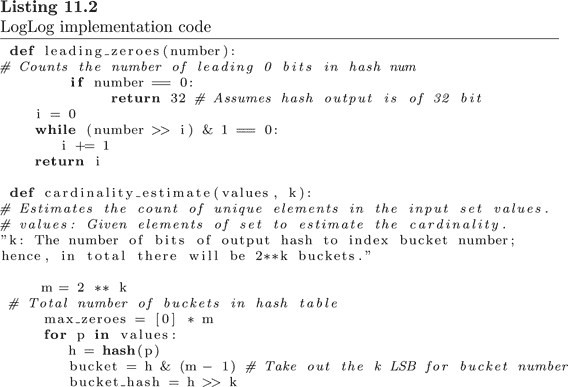 Listing 11.2
LogLog implementation code
def leading_zeroes(number):
# Counts the number of leading 0 bits in hash num
if number == 0:
return 32 # Assumes hash output is of 32 bit
i = 0
while (number >> i) & 1 == 0:
i += 1
return i
def cardinality_estimate(values, k):
# Estimates the count of unique elements in the input set values.
# values: Given elements of set to estimate the cardinality.
"k: The number of bits of output hash to index bucket number;
hence, in total there will be 2**k buckets."
m = 2 ** k
# Total number of buckets in hash table
max_zeroes = [0] * m
for p in values:
h = hash(p)
bucket = h & (m - 1) # Take out the k LSB for bucket number
bucket_hash = h >> k